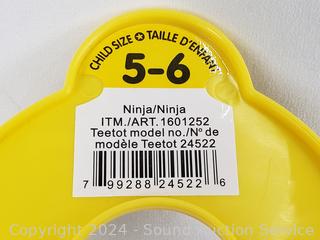 CHILD SIZE ✪ TAILLE D'ENFANT
5-6
Ninja/Ninja
ITM./ART. 1601252
Teetot model no./Nº de
modèle Teetot 24522
7 99288 24522 6
Copyright 2024 - Sound Auction Service